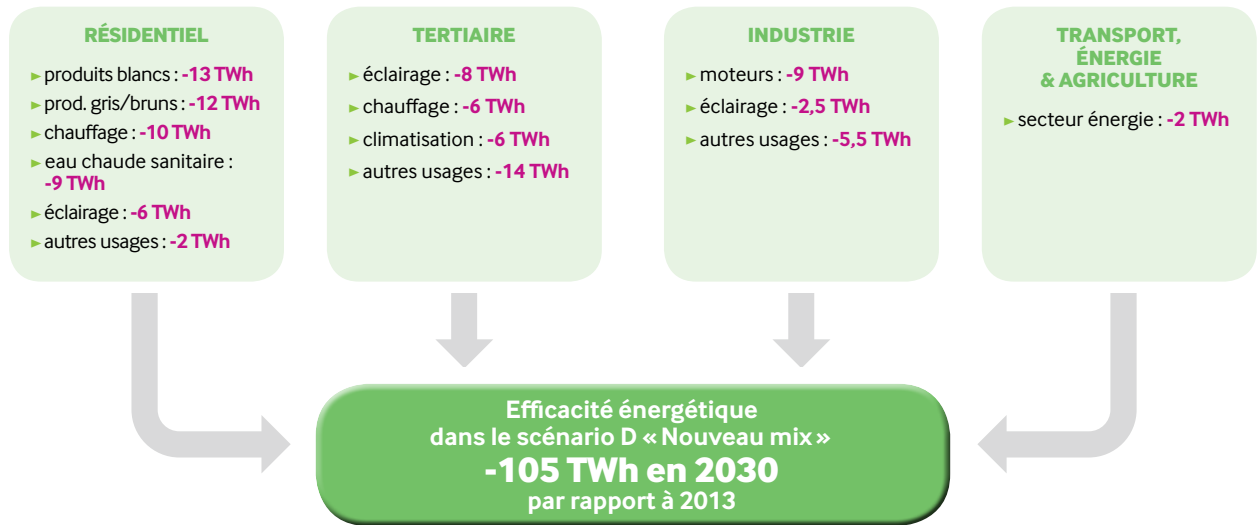 RÉSIDENTIEL
► produits blancs : -13 TWh
► prod. gris/bruns : -12 TWh
► chauffage : -10 TWh
► eau chaude sanitaire :
-9 TWh
► éclairage : -6 TWh
► autres usages : -2 TWh
TERTIAIRE
► éclairage : -8 TWh
► chauffage : -6 TWh
► climatisation : -6 TWh
► autres usages : -14 TWh
INDUSTRIE
► moteurs : -9 TWh
► éclairage : -2,5 TWh
► autres usages : -5,5 TWh
TRANSPORT,
ÉNERGIE
& AGRICULTURE
► secteur énergie : -2 TWh
Efficacité énergétique
dans le scénario D « Nouveau mix »
-105 TWh en 2030
par rapport à 2013